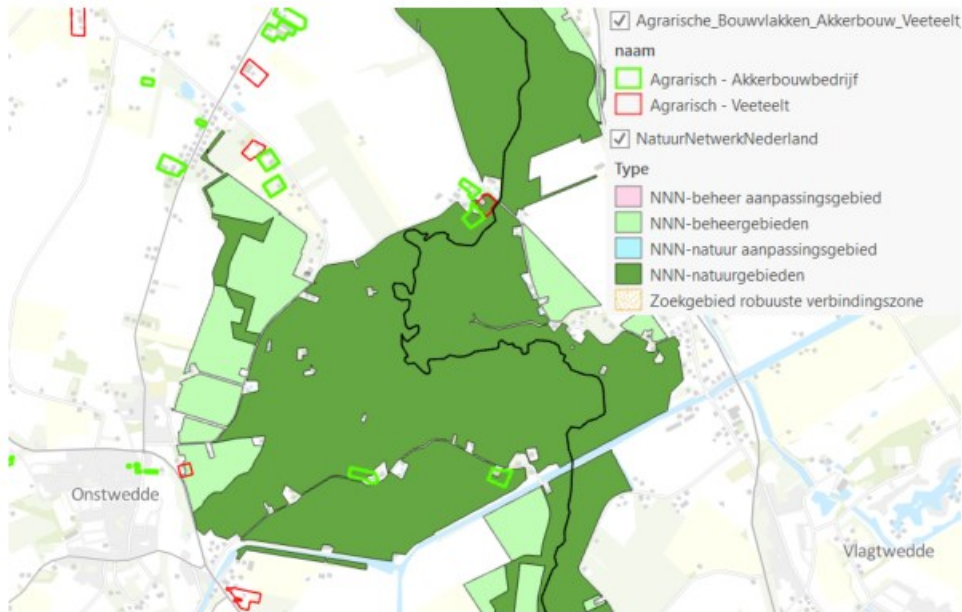 Agrarische_Bouwvlakken_Akkerbouw_Veeteelt
naam
Agrarisch - Akkerbouwbedrijf
Agrarisch - Veeteelt
NatuurNetwerkNederland
Type
NNN-beheer aanpassingsgebied
NNN-beheergebieden
NNN-natuur aanpassingsgebied
NNN-natuurgebieden
Zoekgebied robuuste verbindingszone
Onstwedde
Vlagtwedde